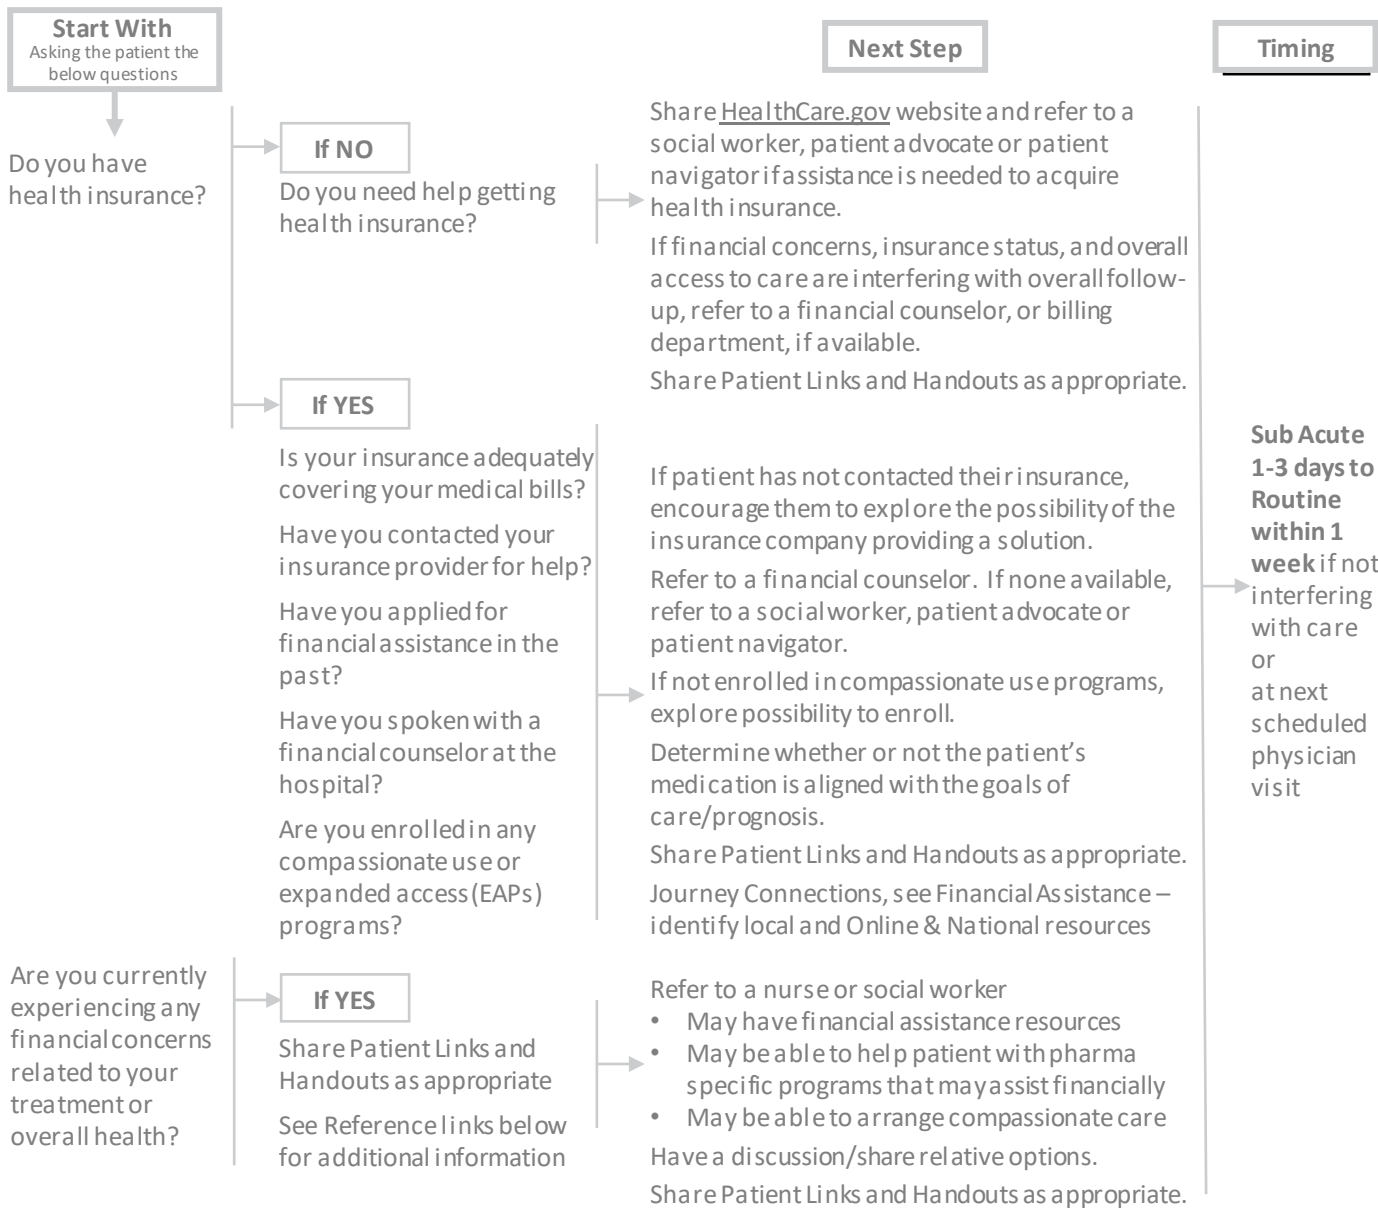 Start With
Asking the patient the
below questions
Next Step
Timing
Do you have
health insurance?
If NO
Do you need help getting
health insurance?
Share HealthCare.gov website and refer to a
social worker, patient advocate or patient
navigator if assistance is needed to acquire
health insurance.
If financial concerns, insurance status, and overall
access to care are interfering with overall follow-
up, refer to a financial counselor, or billing
department, if available.
Share Patient Links and Handouts as appropriate.
If YES
Is your insurance adequately
covering your medical bills?
Have you contacted your
insurance provider for help?
Have you applied for
financial assistance in the
past?
Have you spoken with a
financial counselor at the
hospital?
Are you enrolled in any
compassionate use or
expanded access (EAPs)
programs?
If patient has not contacted their insurance,
encourage them to explore the possibility of the
insurance company providing a solution.
Refer to a financial counselor.  If none available,
refer to a social worker, patient advocate or
patient navigator.
If not enrolled in compassionate use programs,
explore possibility to enroll.
Determine whether or not the patient's
medication is aligned with the goals of
care/prognosis.
Share Patient Links and Handouts as appropriate.
Journey Connections, see Financial Assistance –
identify local and Online & National resources
Sub Acute
1-3 days to
Routine
within 1
week if not
interfering
with care
or
at next
scheduled
physician
visit
Are you currently
experiencing any
financial concerns
related to your
treatment or
overall health?
If YES
Share Patient Links and
Handouts as appropriate
See Reference links below
for additional information
Refer to a nurse or social worker
• May have financial assistance resources
• May be able to help patient with pharma
specific programs that may assist financially
• May be able to arrange compassionate care
Have a discussion/share relative options.
Share Patient Links and Handouts as appropriate.